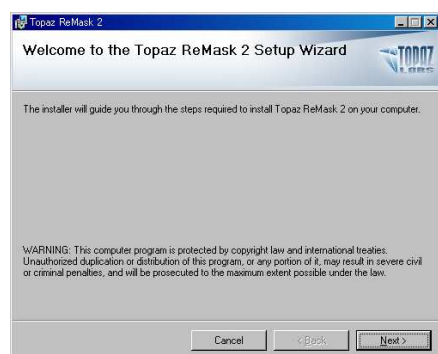 Topaz ReMask 2
Welcome to the Topaz ReMask 2 Setup Wizard
TOPAZ
LABS
The installer will guide you through the steps required to install Topaz ReMask 2 on your computer.
WARNING: This computer program is protected by copyright law and international treaties.
Unauthorized duplication or distribution of this program, or any portion of it, may result in severe civil
or criminal penalties, and will be prosecuted to the maximum extent possible under the law.
Cancel
< Back
Next >